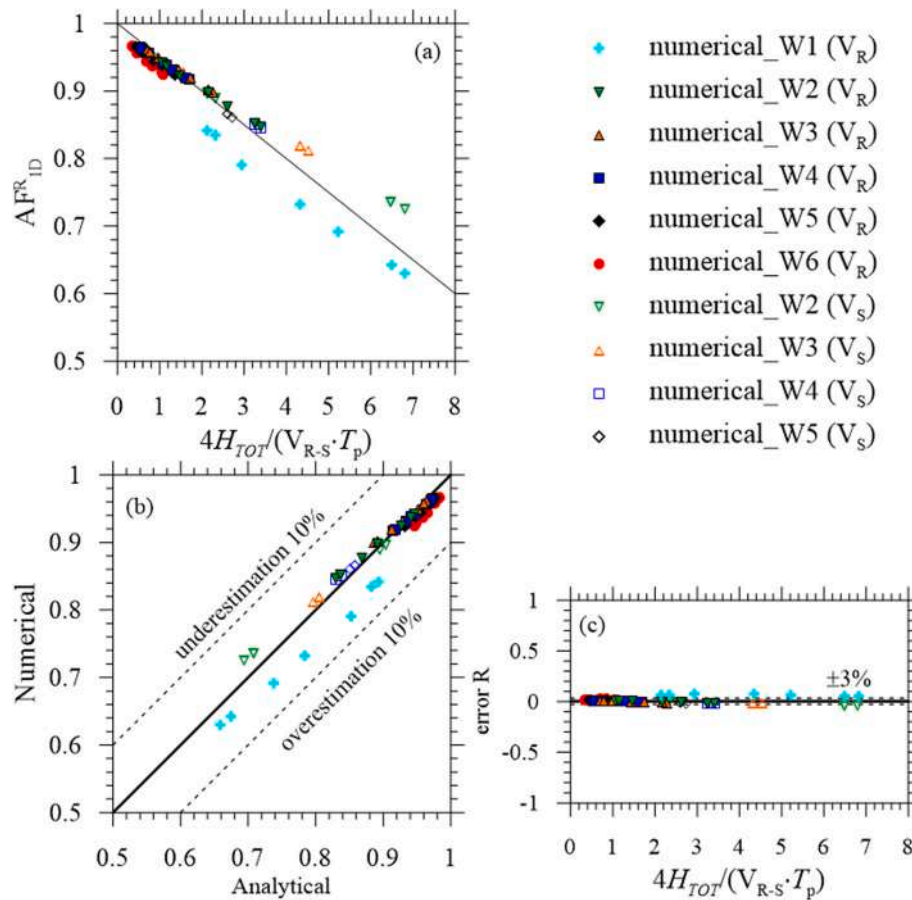 1
0.9
0.8
0.7
0.6
0.5
AF^R_1D
(a)
0 1 2 3 4 5 6 7 8
4H_TOT/(V_R-S·T_p)
numerical_W1 (V_R)
numerical_W2 (V_R)
numerical_W3 (V_R)
numerical_W4 (V_R)
numerical_W5 (V_R)
numerical_W6 (V_R)
numerical_W2 (V_S)
numerical_W3 (V_S)
numerical_W4 (V_S)
numerical_W5 (V_S)
1
0.9
0.8
0.7
0.6
0.5
Numerical
(b)
underestimation 10%
overestimation 10%
0.5 0.6 0.7 0.8 0.9 1
Analytical
1
0.5
0
-0.5
-1
error R
(c)
±3%
0 1 2 3 4 5 6 7 8
4H_TOT/(V_R-S·T_p)